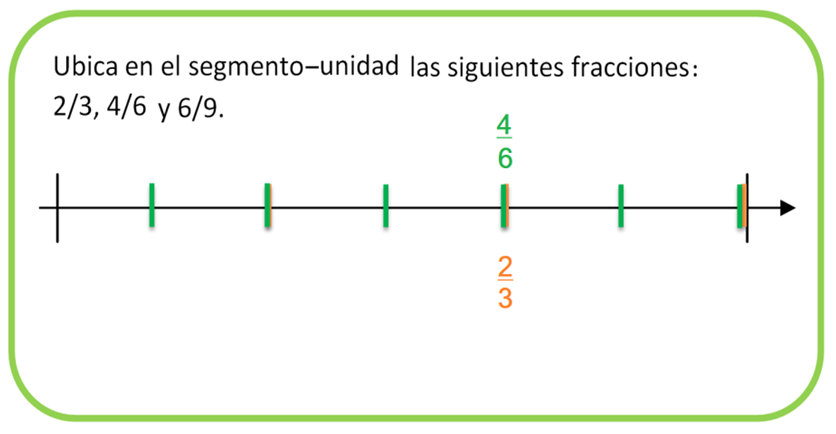 Ubica en el segmento–unidad las siguientes fracciones:
2/3, 4/6 y 6/9.
4
6
2
3